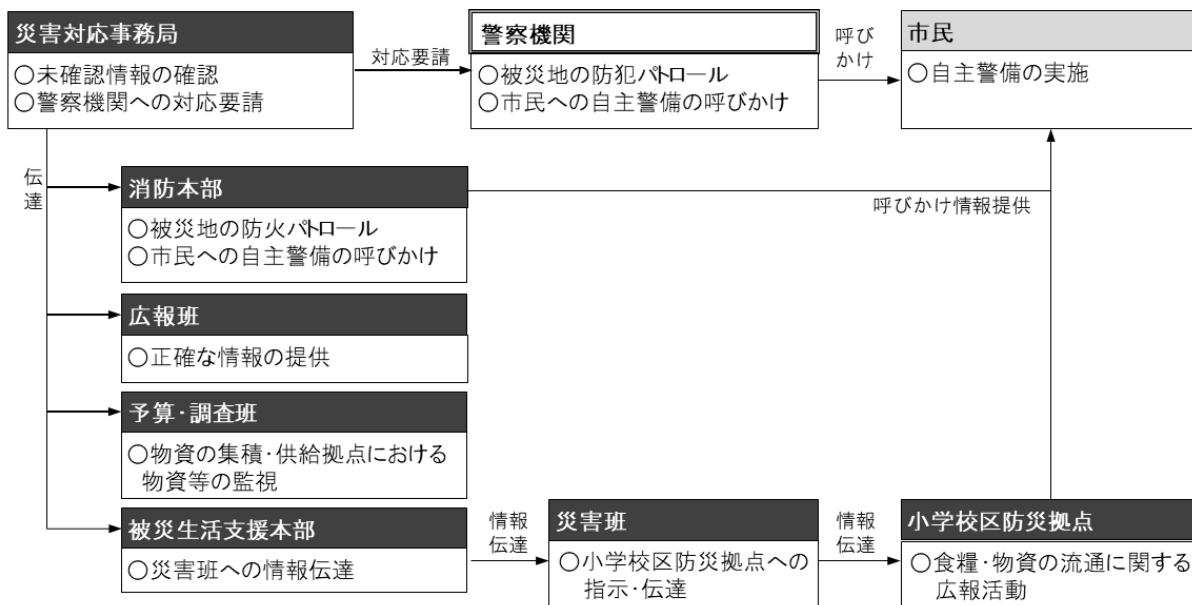 災害対応事務局
○未確認情報の確認
○警察機関への対応要請
対応要請
警察機関
○被災地の防犯パトロール
○市民への自主警備の呼びかけ
呼び
かけ
市民
○自主警備の実施
伝
達
消防本部
○被災地の防火パトロール
○市民への自主警備の呼びかけ
呼びかけ情報提供
広報班
○正確な情報の提供
予算・調査班
○物資の集積・供給拠点における
物資等の監視
被災生活支援本部
○災害班への情報伝達
情報
伝達
災害班
○小学校区防災拠点への
指示・伝達
情報
伝達
小学校区防災拠点
○食糧・物資の流通に関する
広報活動